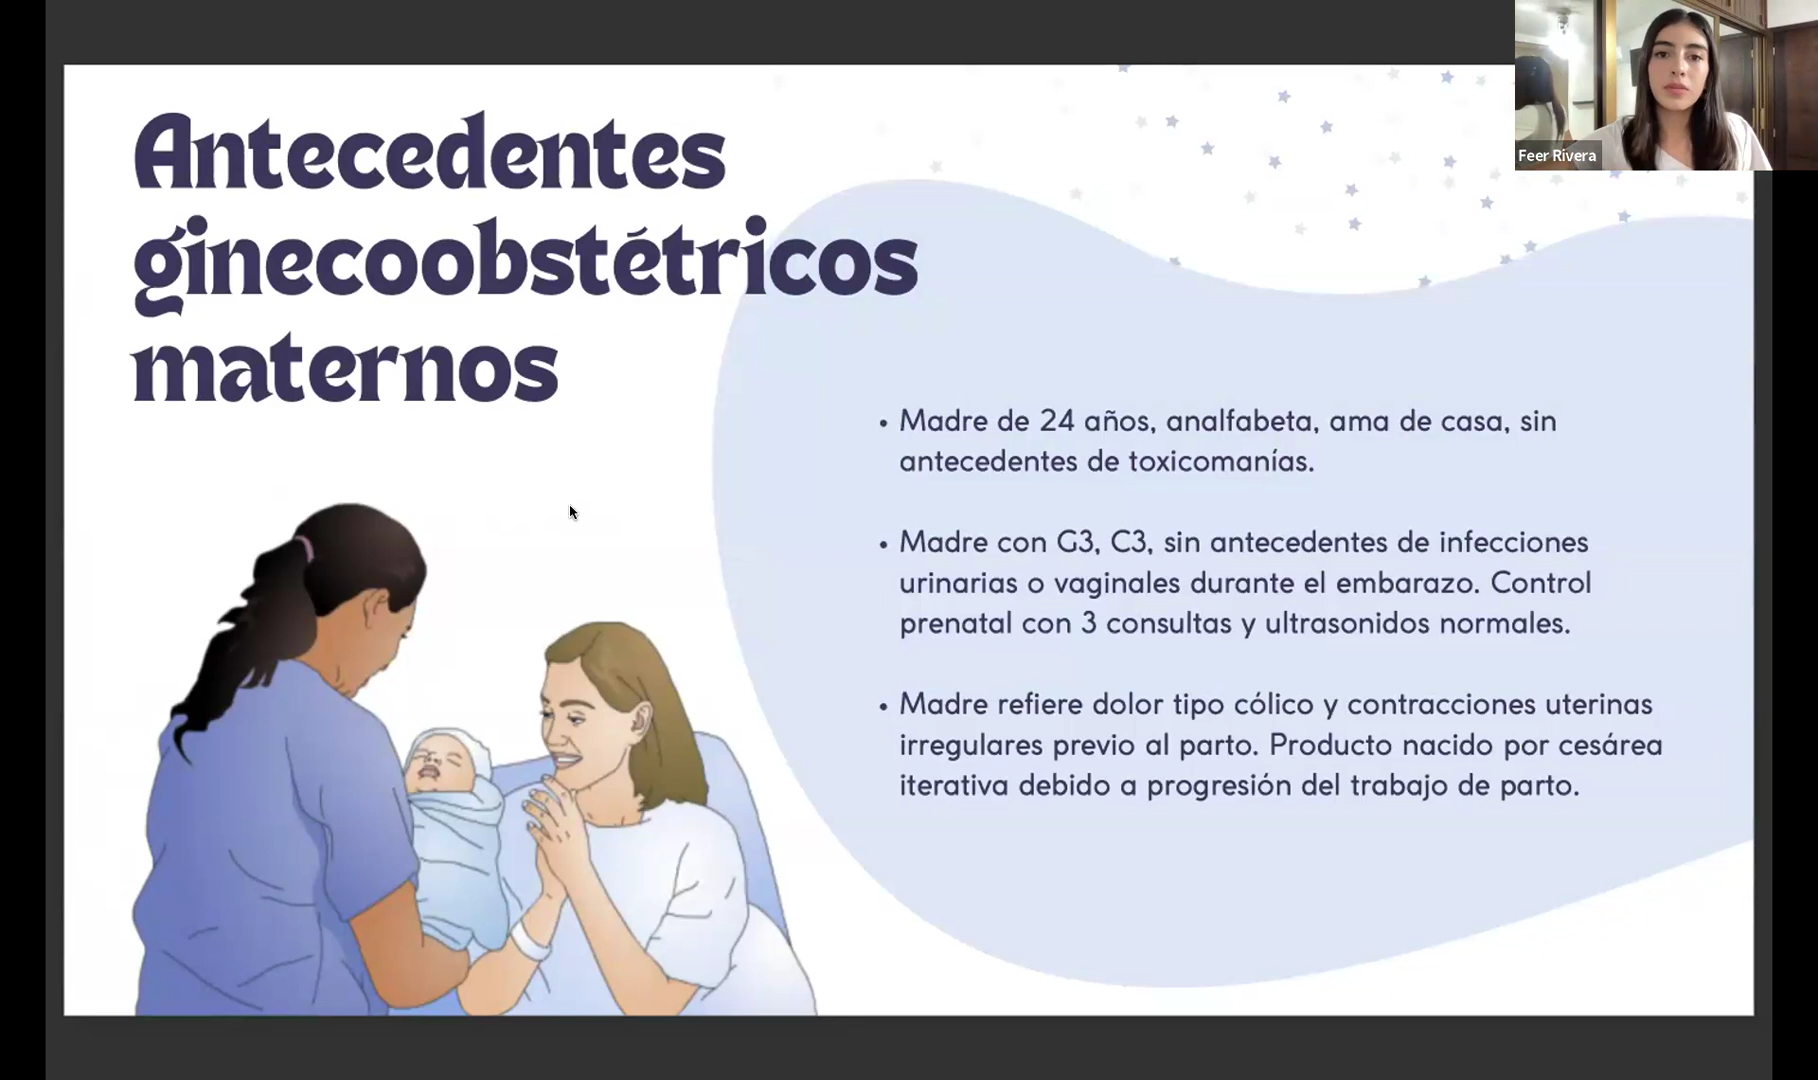 Antecedentes
ginecoobstétricos
maternos
Feer Rivera
• Madre de 24 años, analfabeta, ama de casa, sin
antecedentes de toxicomanías.
• Madre con G3, C3, sin antecedentes de infecciones
urinarias o vaginales durante el embarazo. Control
prenatal con 3 consultas y ultrasonidos normales.
• Madre refiere dolor tipo cólico y contracciones uterinas
irregulares previo al parto. Producto nacido por cesárea
iterativa debido a progresión del trabajo de parto.